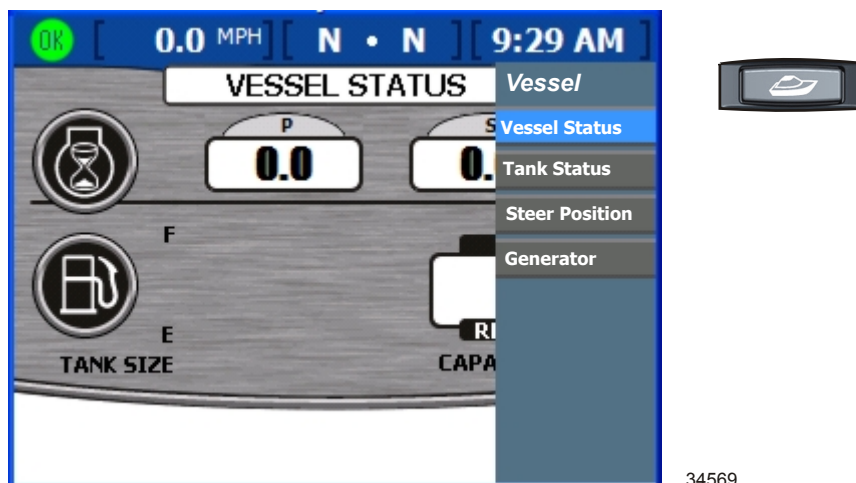 OK [ 0.0 MPH ] [ N • N ] [ 9:29 AM ]
VESSEL STATUS
Vessel
P
S
Vessel Status
0.0
0.
Tank Status
Steer Position
F
Generator
E
TANK SIZE
34569